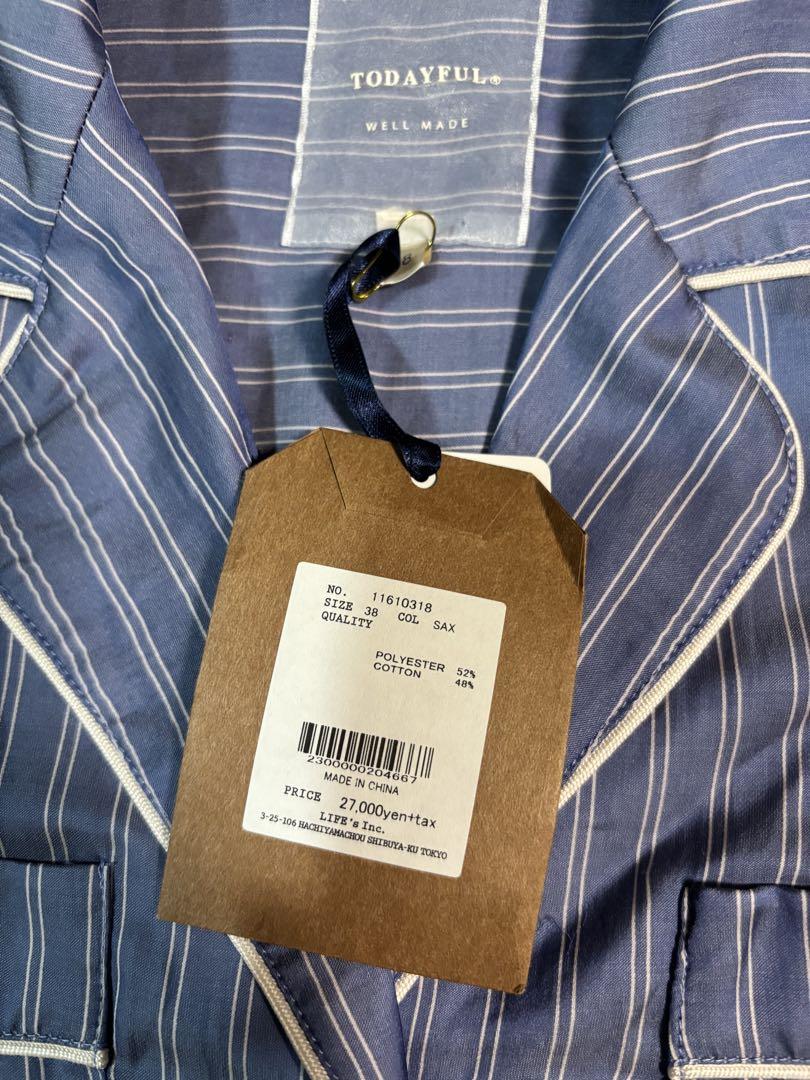 TODAYFUL®
WELL MADE
8
NO. 11610318
SIZE 38 COL SAX
QUALITY
POLYESTER 52%
COTTON 48%
2300000204667
MADE IN CHINA
PRICE 27,000yen+tax
LIFE's Inc.
3-25-106 HACHIYAMACHOU SHIBUYA-KU TOKYO